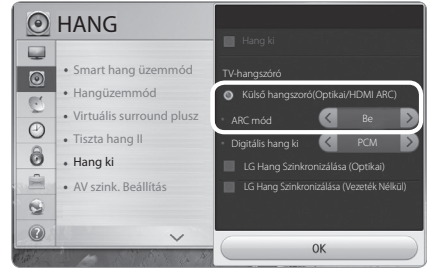 HANG
Smart hang üzemmód
Hangüzemmód
Virtuális surround plusz
Tiszta hang II
Hang ki
AV szink. Beállítás
Hang ki
TV-hangszóró
Külső hangszoró(Optikai/HDMI ARC)
ARC mód
Be
Digitális hang ki
PCM
LG Hang Szinkronizálása (Optikai)
LG Hang Szinkronizálása (Vezeték Nélkül)
OK